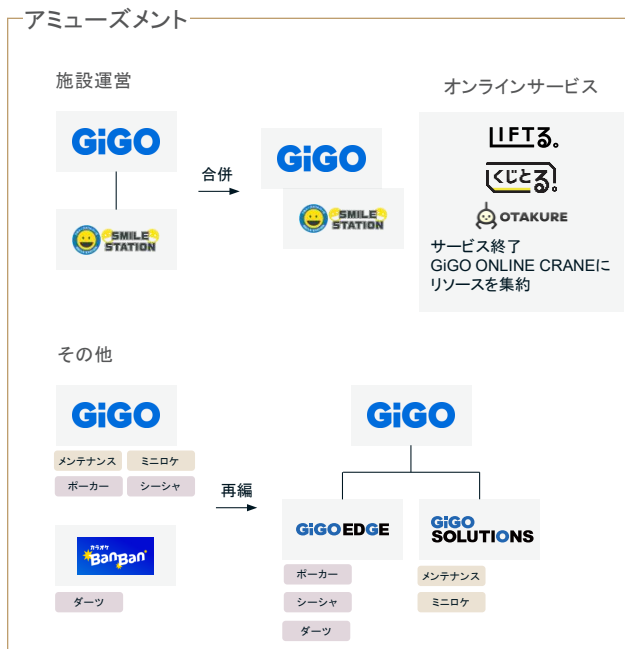 アミューズメント
施設運営
GiGO
SMILE
STATION
合併
GiGO
SMILE
STATION
オンラインサービス
LIFTる。
くじとる!
OTAKURE
サービス終了
GiGO ONLINE CRANEに
リソースを集約
その他
GiGO
メンテナンス
ミニロケ
ポーカー
シーシャ
カラオケ
BanBan
ダーツ
再編
GiGO
GiGO EDGE
ポーカー
シーシャ
ダーツ
GiGO
SOLUTIONS
メンテナンス
ミニロケ